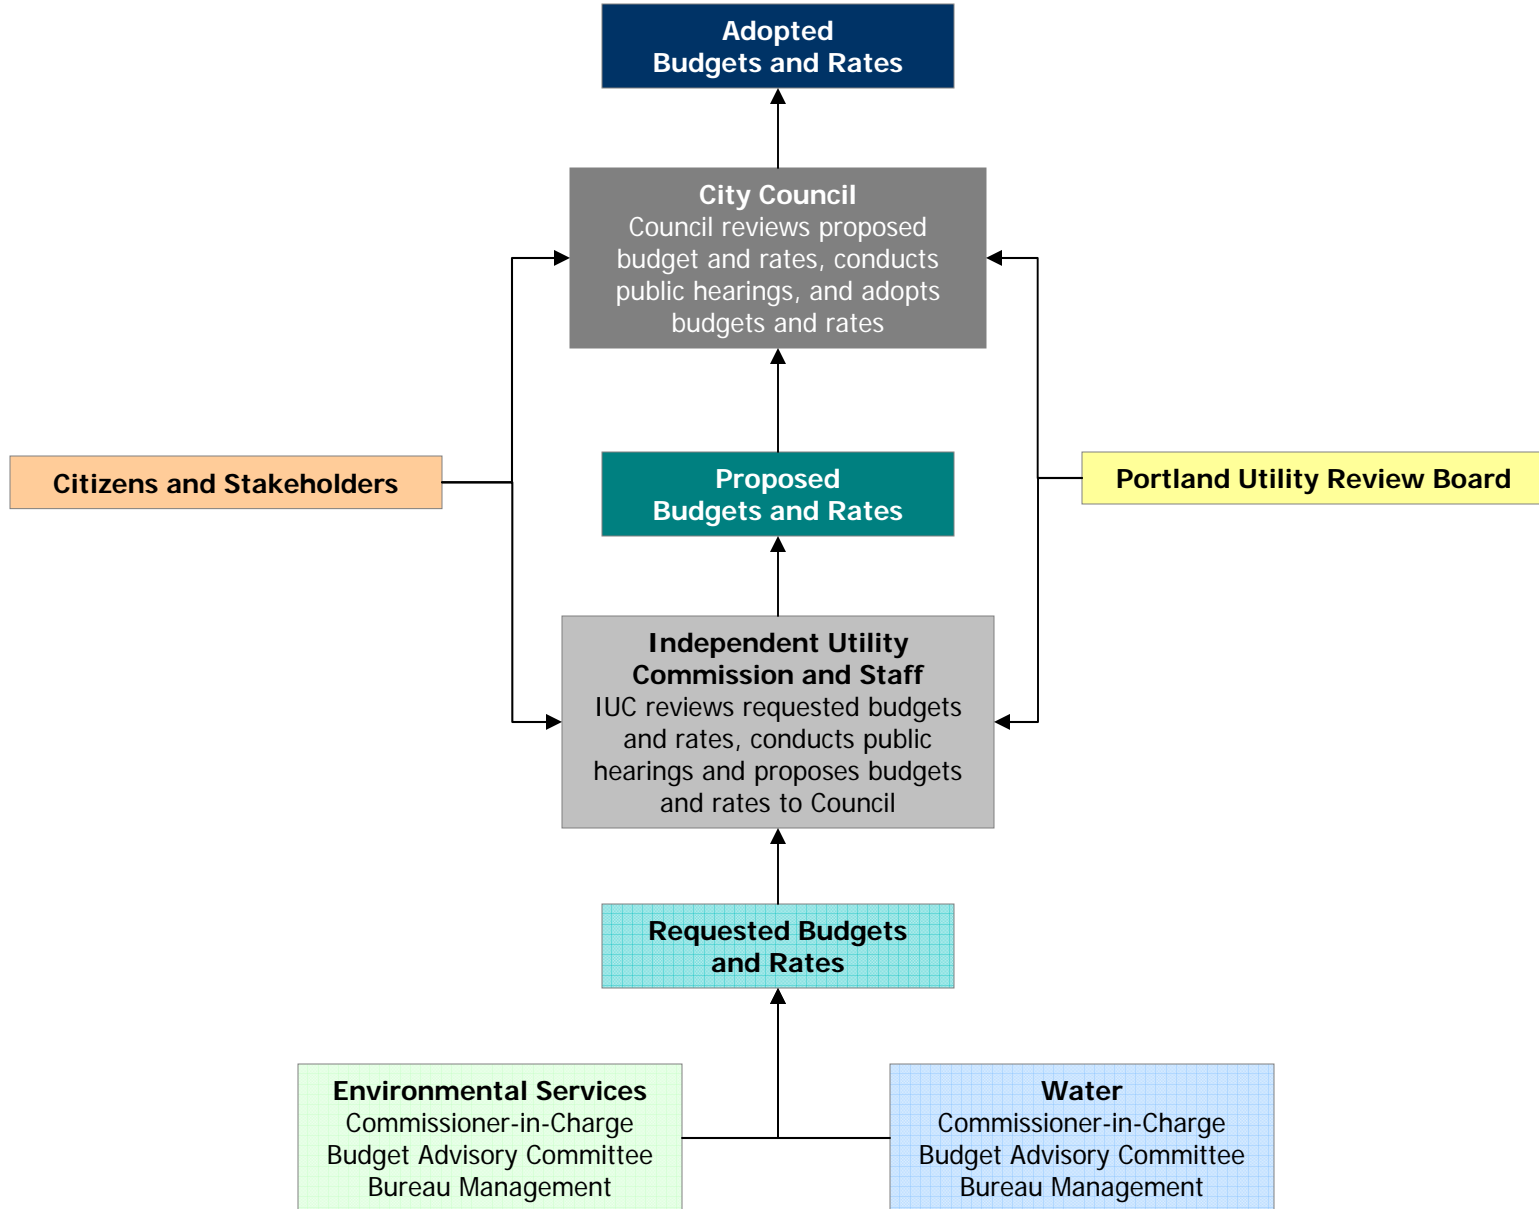 Adopted
Budgets and Rates
City Council
Council reviews proposed
budget and rates, conducts
public hearings, and adopts
budgets and rates
Citizens and Stakeholders
Proposed
Budgets and Rates
Portland Utility Review Board
Independent Utility
Commission and Staff
IUC reviews requested budgets
and rates, conducts public
hearings and proposes budgets
and rates to Council
Requested Budgets
and Rates
Environmental Services
Commissioner-in-Charge
Budget Advisory Committee
Bureau Management
Water
Commissioner-in-Charge
Budget Advisory Committee
Bureau Management